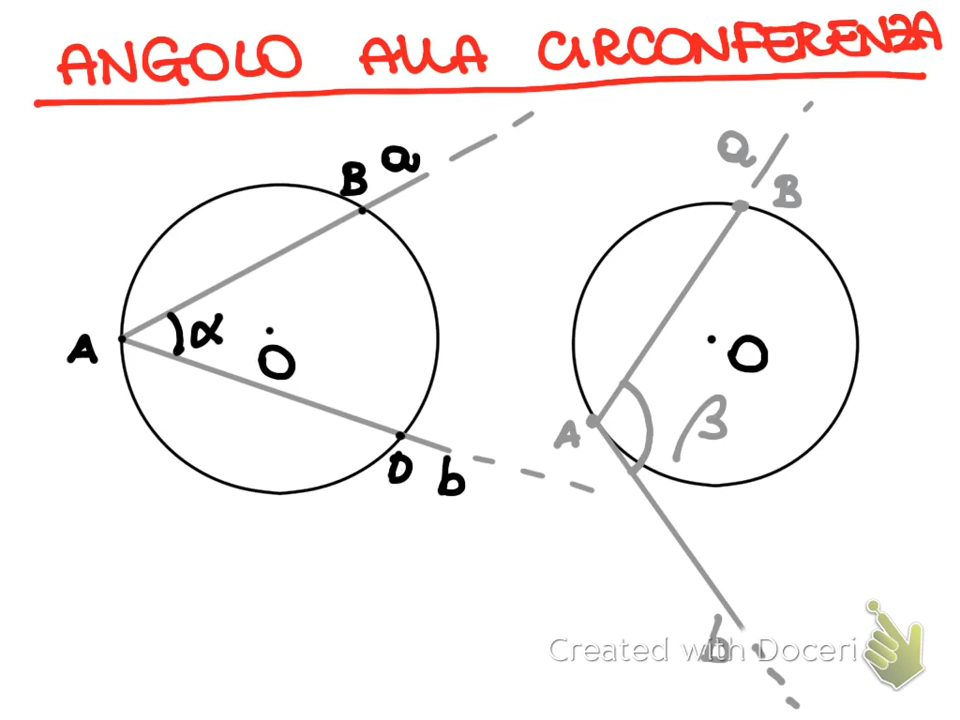 ANGOLO ALLA CIRCONFERENZA
B a
a B
A α O
O
A β
D b
b
Created with Doceri